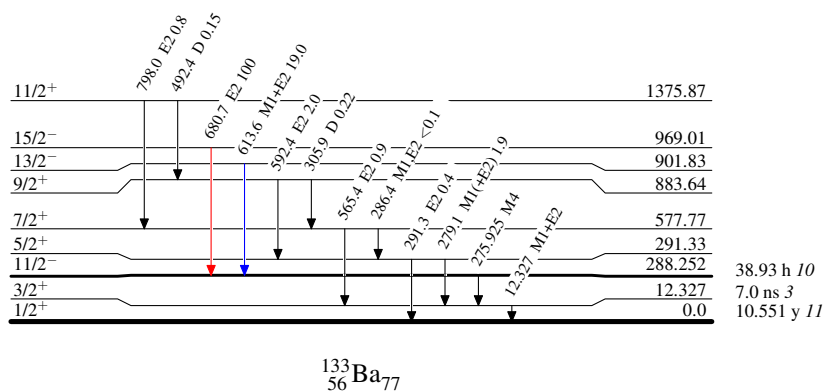 798.0 E2 0.8
492.4 D 0.15
680.7 E2 100
613.6 M1+E2 19.0
592.4 E2 2.0
305.9 D 0.22
565.4 E2 0.9
286.4 M1,E2 <0.1
291.3 E2 0.4
279.1 M1(+E2) 1.9
275.925 M4
12.327 M1+E2
11/2⁺ 1375.87
15/2⁻ 969.01
13/2⁻ 901.83
9/2⁺ 883.64
7/2⁺ 577.77
5/2⁺ 291.33
11/2⁻ 288.252 38.93 h 10
3/2⁺ 12.327 7.0 ns 3
1/2⁺ 0.0 10.551 y 11
¹³³₅₆Ba₇₇